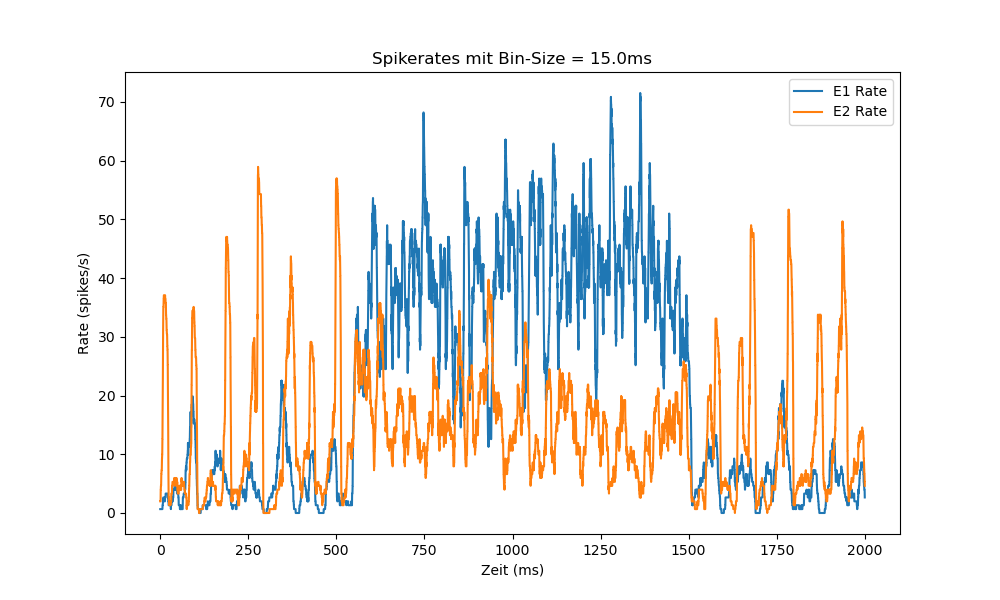 Spikerates mit Bin-Size = 15.0ms
E1 Rate
E2 Rate
Rate (spikes/s)
70
60
50
40
30
20
10
0
0 250 500 750 1000 1250 1500 1750 2000
Zeit (ms)